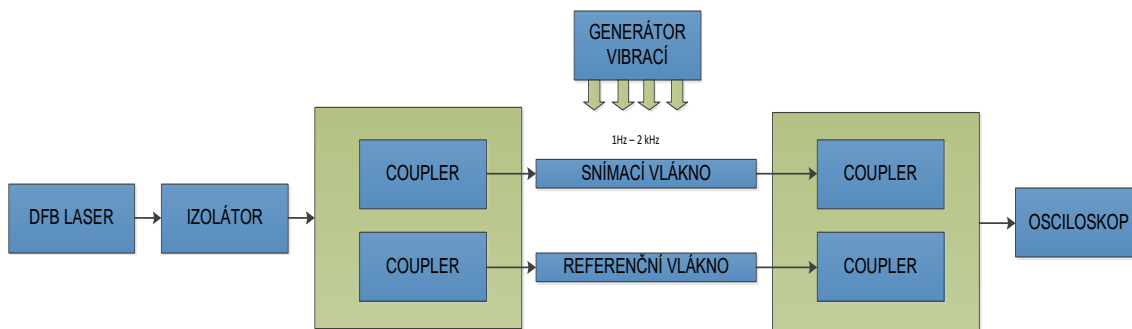 GENERÁTOR
VIBRACÍ
1Hz – 2 kHz
COUPLER
SNÍMACÍ VLÁKNO
COUPLER
DFB LASER
IZOLÁTOR
OSCILOSKOP
COUPLER
REFERENČNÍ VLÁKNO
COUPLER